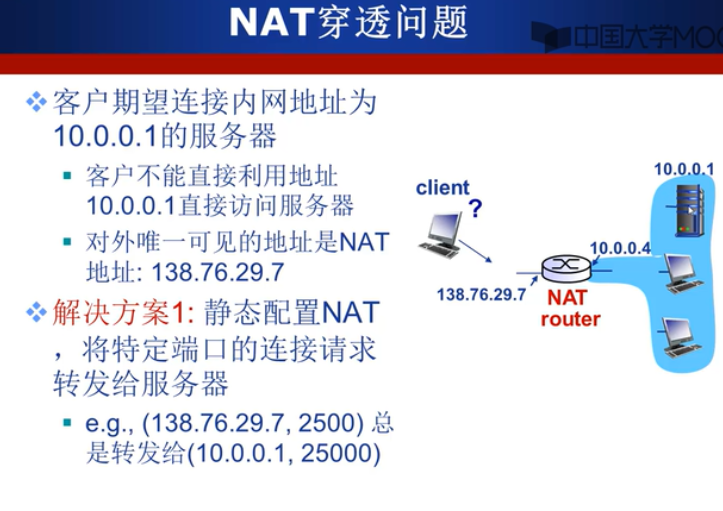 NAT穿透问题
中国大学MOO
客户期望连接内网地址为
10.0.0.1的服务器
客户不能直接利用地址
10.0.0.1直接访问服务器
对外唯一可见的地址是NAT
地址: 138.76.29.7
解决方案1: 静态配置NAT
，将特定端口的连接请求
转发给服务器
e.g., (138.76.29.7, 2500) 总
是转发给(10.0.0.1, 25000)
10.0.0.1
client
?
10.0.0.4
138.76.29.7
NAT
router